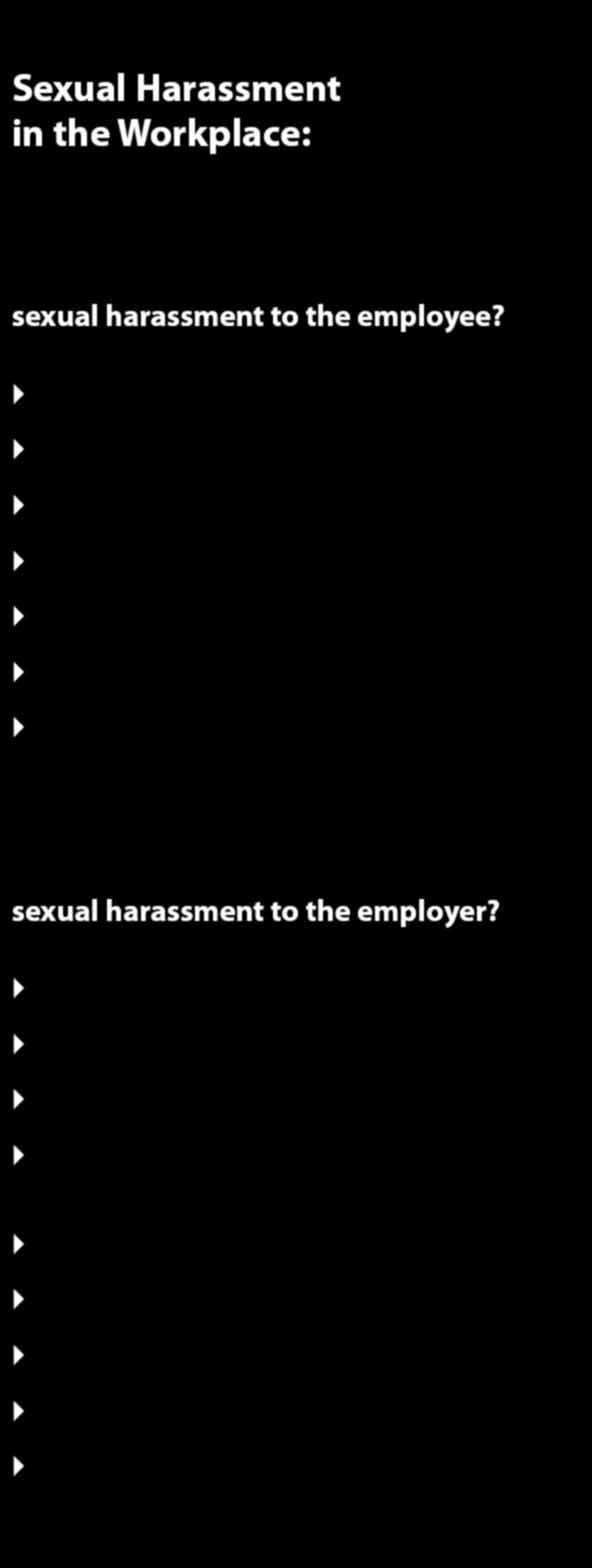 Sexual Harassment
in the Workplace:
sexual harassment to the employee?
sexual harassment to the employer?